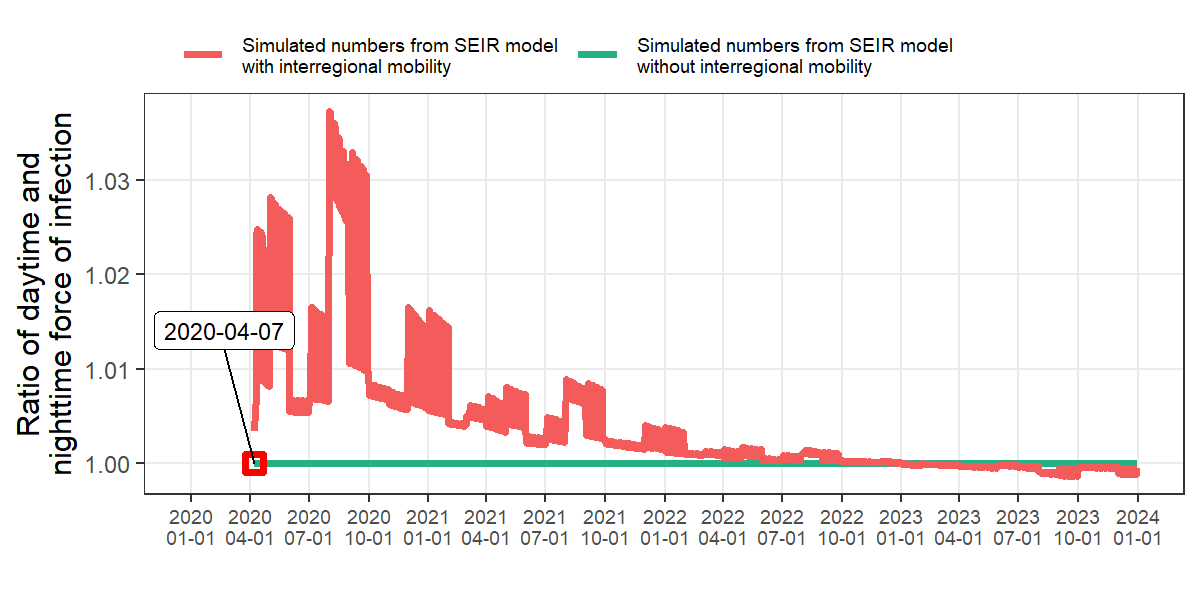 Simulated numbers from SEIR model
with interregional mobility
Simulated numbers from SEIR model
without interregional mobility
Ratio of daytime and
nighttime force of infection
1.03
1.02
1.01
1.00
2020-04-07
2020 2020 2020 2020 2021 2021 2021 2021 2022 2022 2022 2022 2023 2023 2023 2023 2024
01-01 04-01 07-01 10-01 01-01 04-01 07-01 10-01 01-01 04-01 07-01 10-01 01-01 04-01 07-01 10-01 01-01